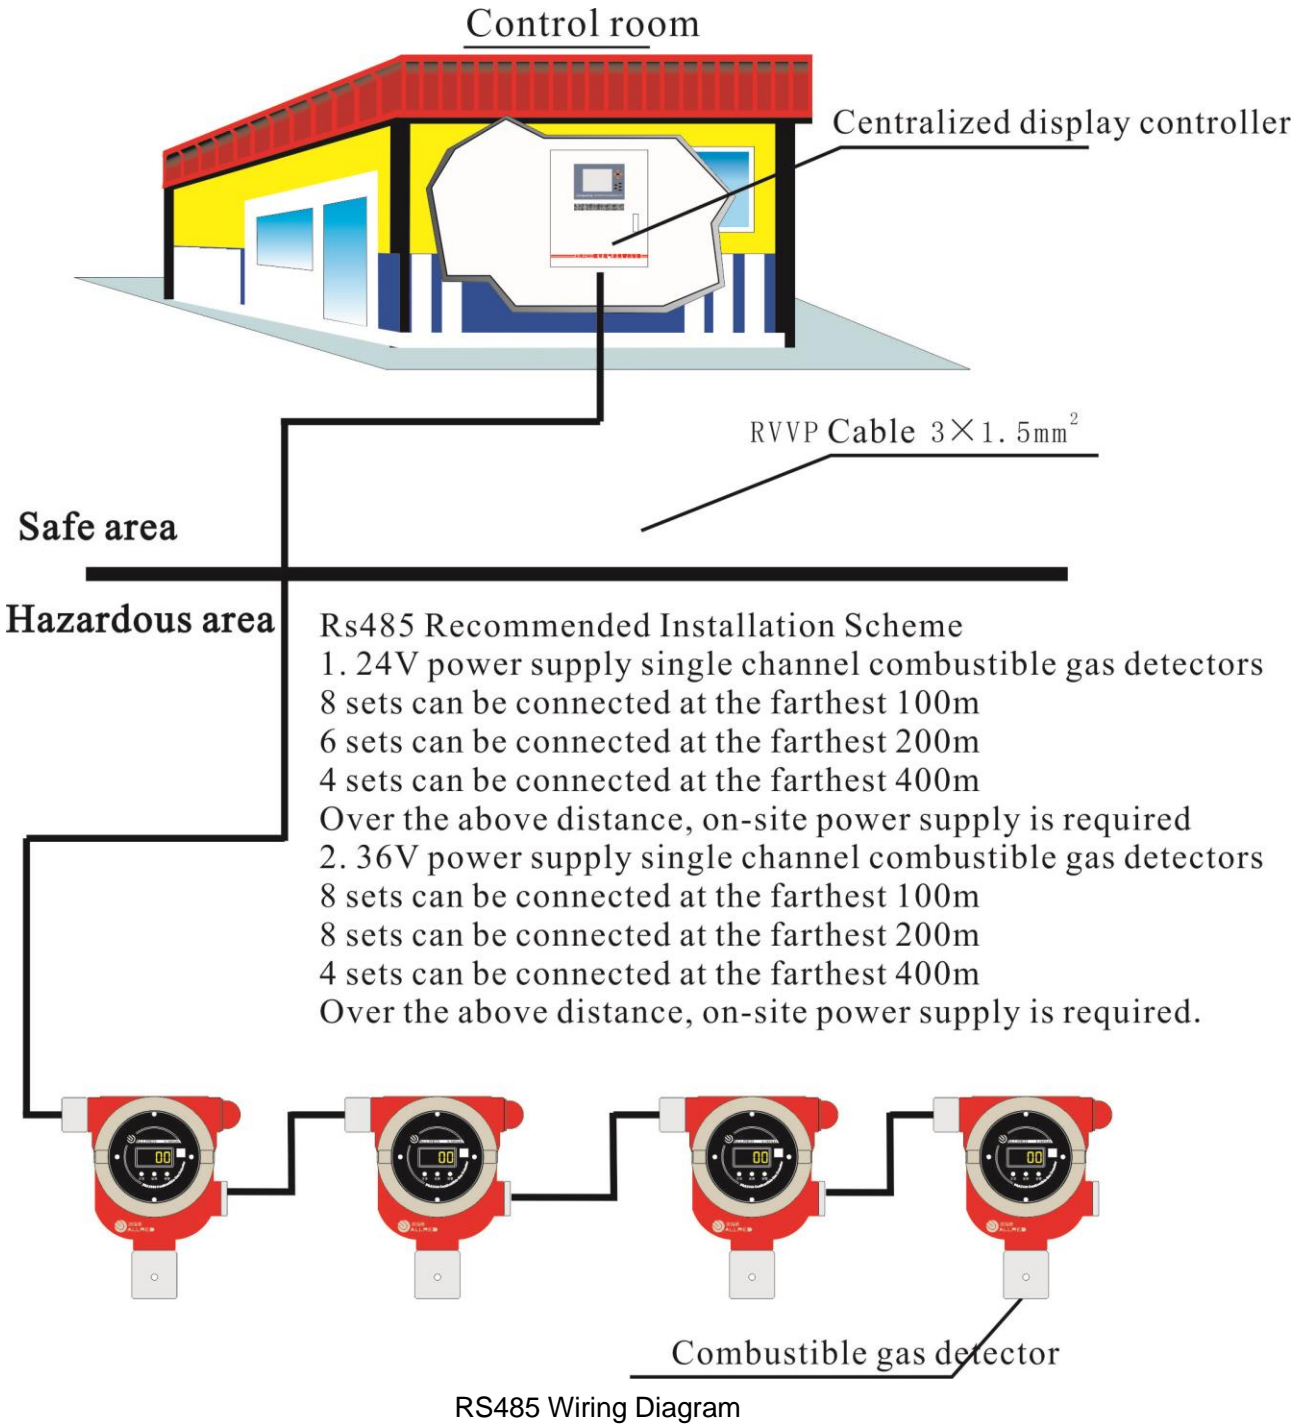 Control room
Centralized display controller
RVVP Cable 3×1.5mm²
Safe area
Hazardous area
Rs485 Recommended Installation Scheme
1. 24V power supply single channel combustible gas detectors
8 sets can be connected at the farthest 100m
6 sets can be connected at the farthest 200m
4 sets can be connected at the farthest 400m
Over the above distance, on-site power supply is required
2. 36V power supply single channel combustible gas detectors
8 sets can be connected at the farthest 100m
8 sets can be connected at the farthest 200m
4 sets can be connected at the farthest 400m
Over the above distance, on-site power supply is required.
00
00
00
00
Combustible gas detector
RS485 Wiring Diagram